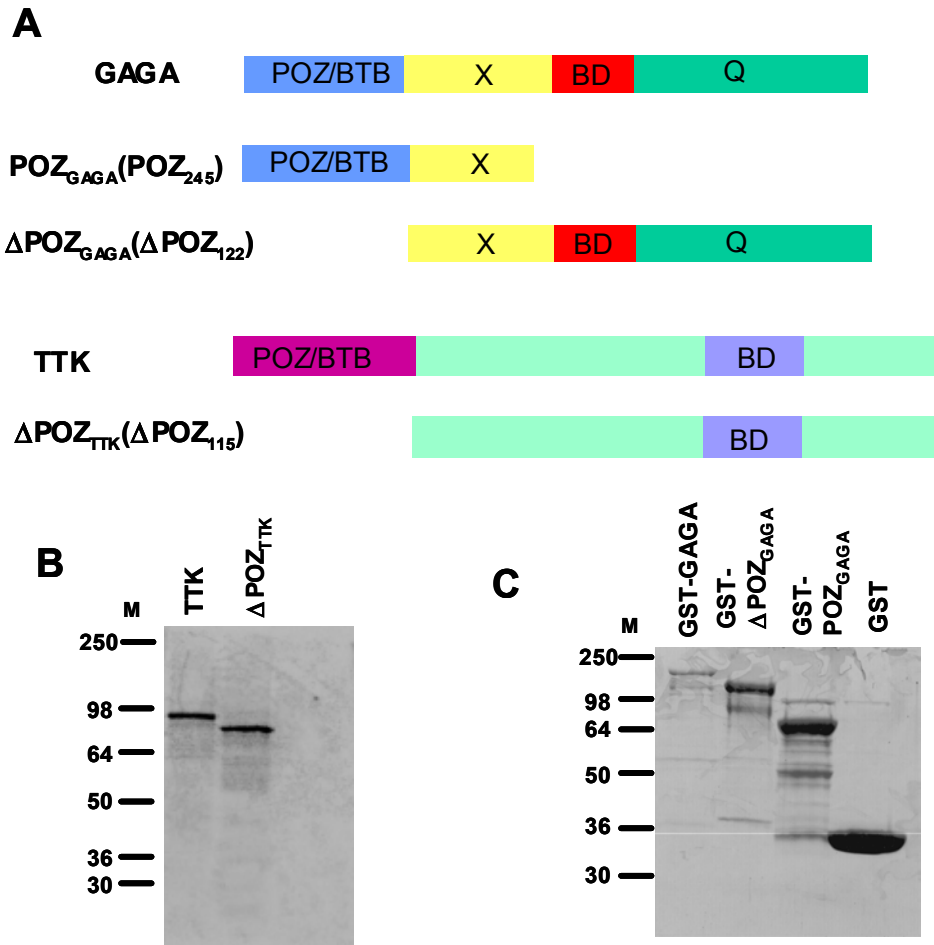 A
GAGA POZ/BTB X BD Q
POZGAGA(POZ245) POZ/BTB X
ΔPOZGAGA(ΔPOZ122) X BD Q
TTK POZ/BTB BD
ΔPOZTTK(ΔPOZ115) BD
B
M TTK ΔPOZTTK
250
98
64
50
36
30
C
M GST-GAGA GST-ΔPOZGAGA GST-POZGAGA GST
250
98
64
50
36
30